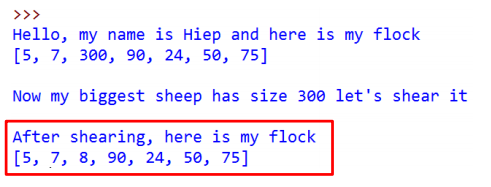 >>>
Hello, my name is Hiep and here is my flock
[5, 7, 300, 90, 24, 50, 75]
Now my biggest sheep has size 300 let's shear it
After shearing, here is my flock
[5, 7, 8, 90, 24, 50, 75]